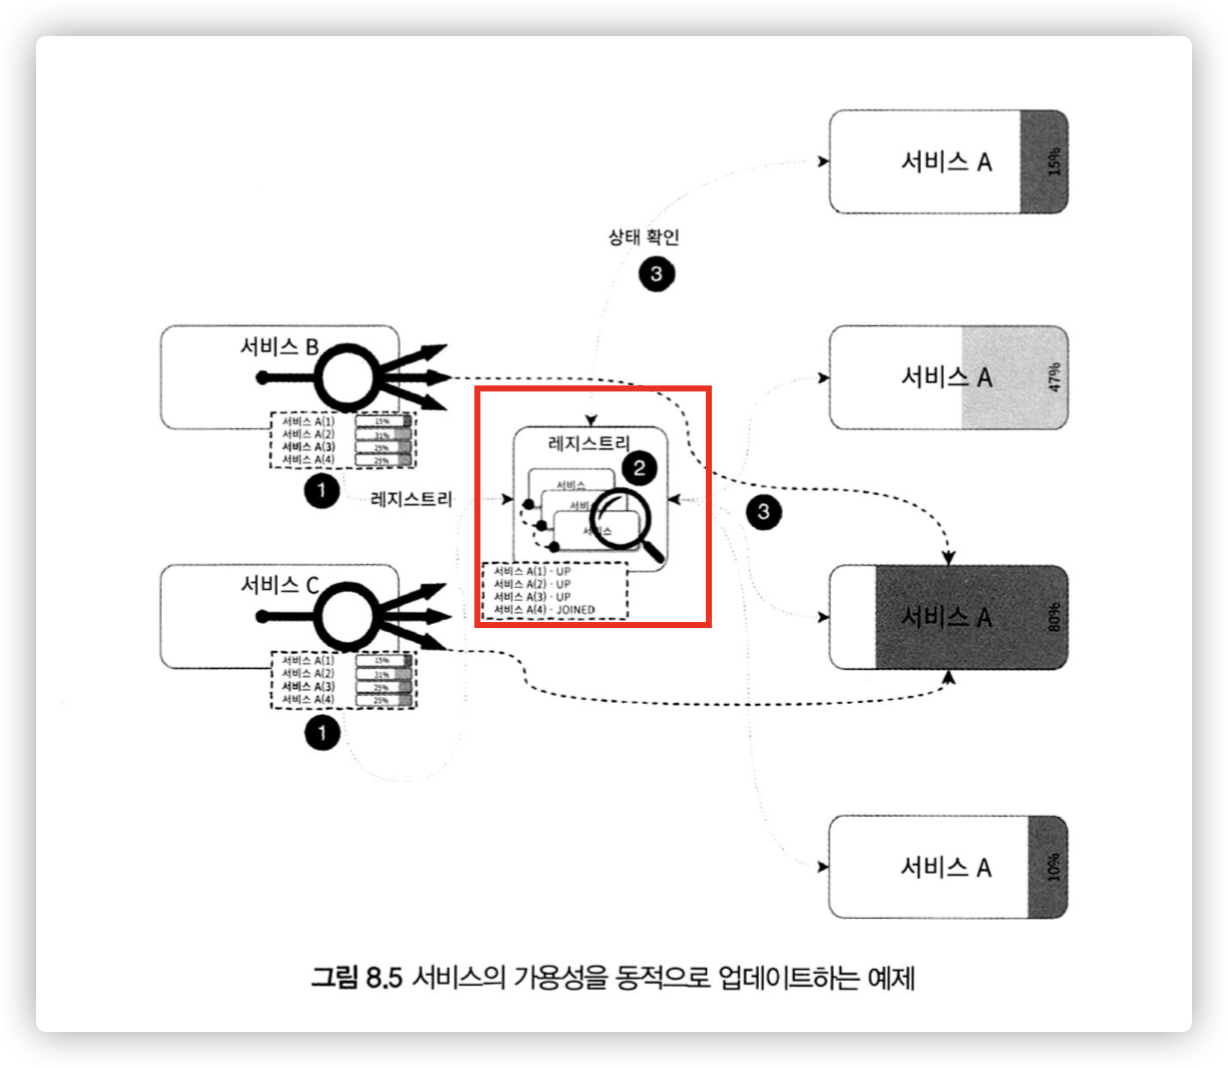 서비스 A
15%
상태 확인
3
서비스 B
서비스 A(1) 15%
서비스 A(2) 31%
서비스 A(3) 25%
서비스 A(4) 25%
1
레지스트리
레지스트리
2
서비스
서비스
서비스
서비스 A(1) - UP
서비스 A(2) - UP
서비스 A(3) - UP
서비스 A(4) - JOINED
서비스 A
47%
3
서비스 C
서비스 A(1) 15%
서비스 A(2) 31%
서비스 A(3) 25%
서비스 A(4) 25%
1
서비스 A
80%
서비스 A
10%
그림 8.5 서비스의 가용성을 동적으로 업데이트하는 예제